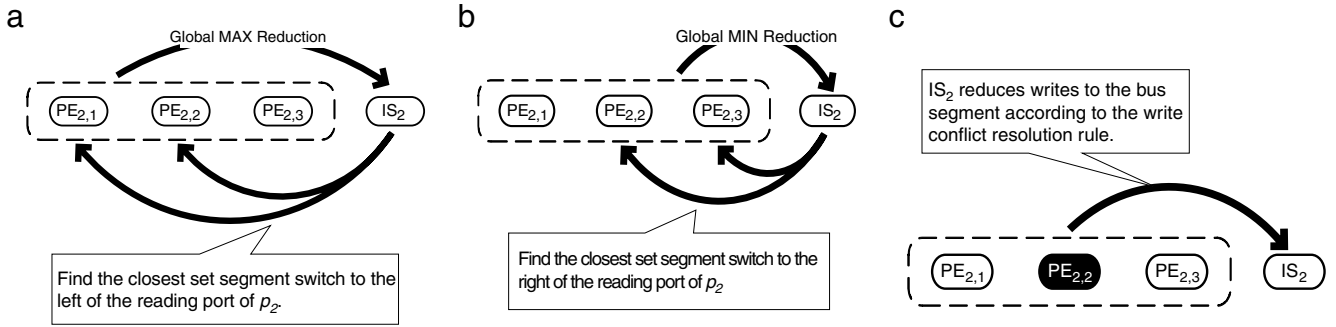 a
Global MAX Reduction
PE2,1 PE2,2 PE2,3 IS2
Find the closest set segment switch to the
left of the reading port of p2.
b
Global MIN Reduction
PE2,1 PE2,2 PE2,3 IS2
Find the closest set segment switch to the
right of the reading port of p2
c
IS2 reduces writes to the bus
segment according to the write
conflict resolution rule.
PE2,1 PE2,2 PE2,3 IS2